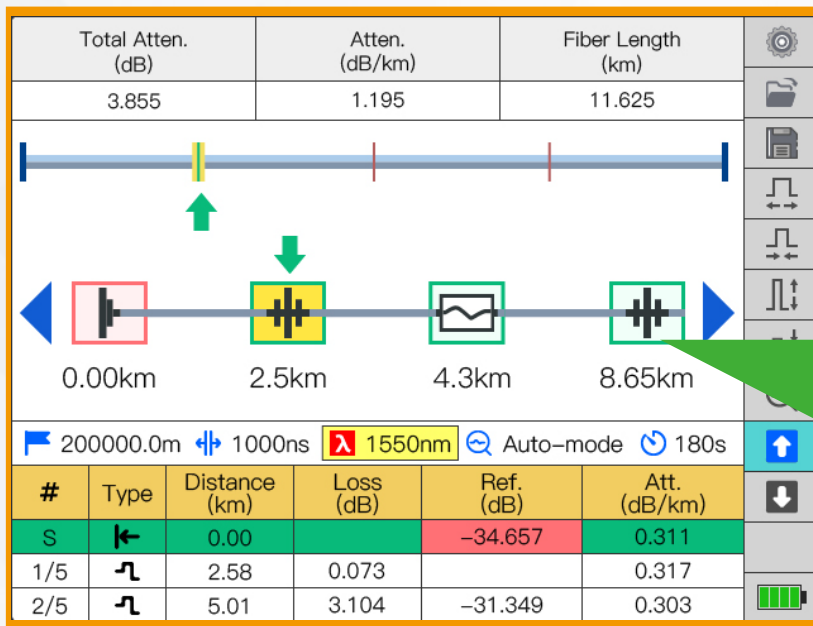 Total Atten. (dB) Atten. (dB/km) Fiber Length (km)
3.855 1.195 11.625
0.00km 2.5km 4.3km 8.65km
200000.0m 1000ns λ 1550nm Auto-mode 180s
# Type Distance (km) Loss (dB) Ref. (dB) Att. (dB/km)
S 0.00 -34.657 0.311
1/5 2.58 0.073 0.317
2/5 5.01 3.104 -31.349 0.303